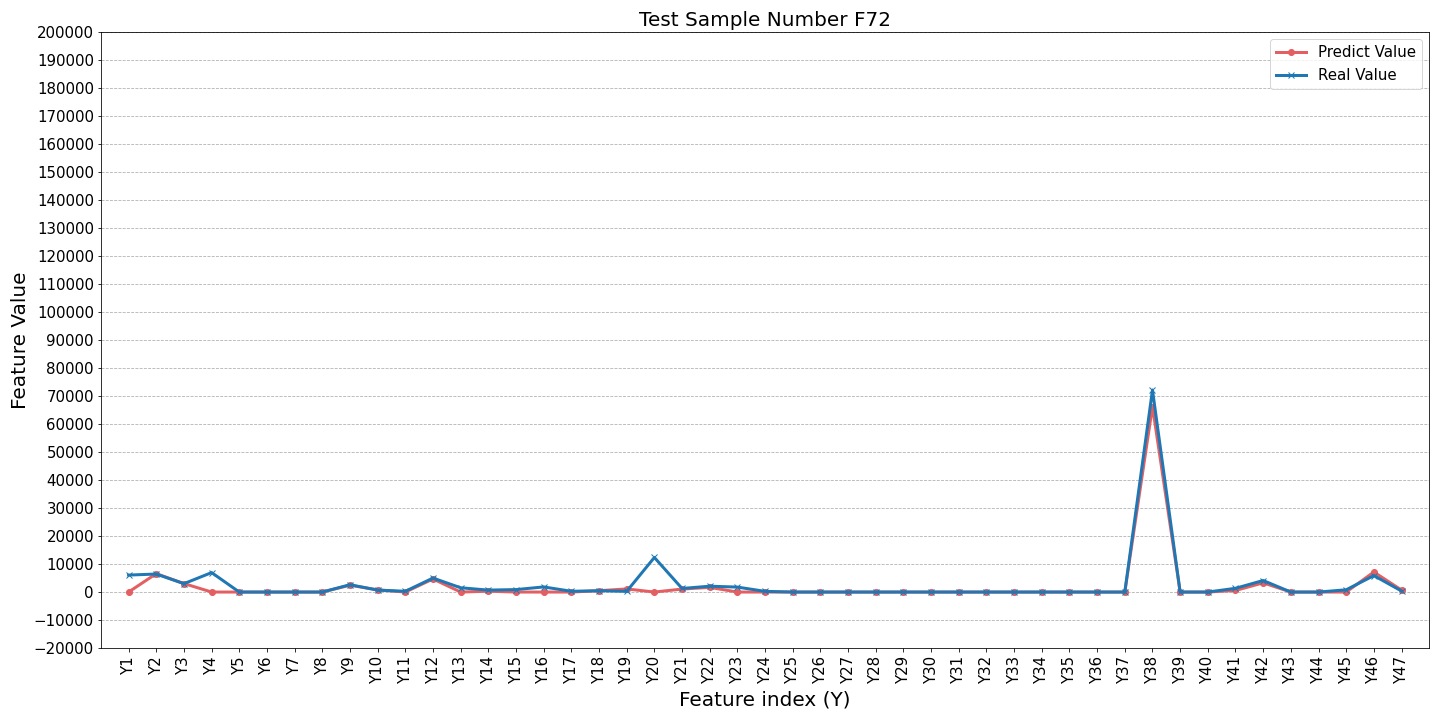 Test Sample Number F72
Predict Value
Real Value
Feature Value
200000
190000
180000
170000
160000
150000
140000
130000
120000
110000
100000
90000
80000
70000
60000
50000
40000
30000
20000
10000
0
−10000
−20000
Y1
Y2
Y3
Y4
Y5
Y6
Y7
Y8
Y9
Y10
Y11
Y12
Y13
Y14
Y15
Y16
Y17
Y18
Y19
Y20
Y21
Y22
Y23
Y24
Y25
Y26
Y27
Y28
Y29
Y30
Y31
Y32
Y33
Y34
Y35
Y36
Y37
Y38
Y39
Y40
Y41
Y42
Y43
Y44
Y45
Y46
Y47
Feature index (Y)